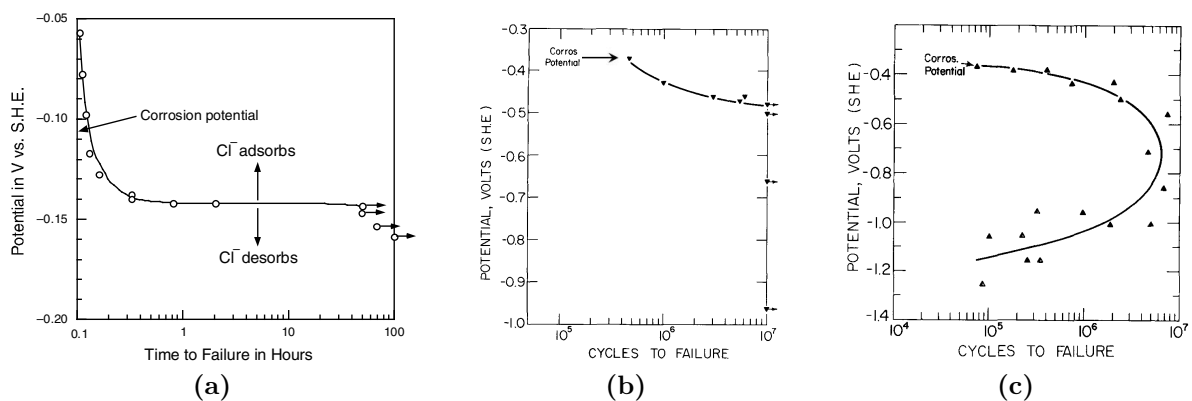 −0.05
−0.10
−0.15
−0.20
Potential in V vs. S.H.E.
Corrosion potential
Cl⁻ adsorbs
Cl⁻ desorbs
0.1
1
10
100
Time to Failure in Hours
(a)
-0.3
-0.4
-0.5
-0.6
-0.7
-0.8
-0.9
-1.0
POTENTIAL, VOLTS (S.H.E)
Corros
Potential
10⁵
10⁶
10⁷
CYCLES TO FAILURE
(b)
-0.4
-0.6
-0.8
-1.0
-1.2
-1.4
POTENTIAL, VOLTS (SHE)
Corros.
Potential
10⁴
10⁵
10⁶
10⁷
CYCLES TO FAILURE
(c)